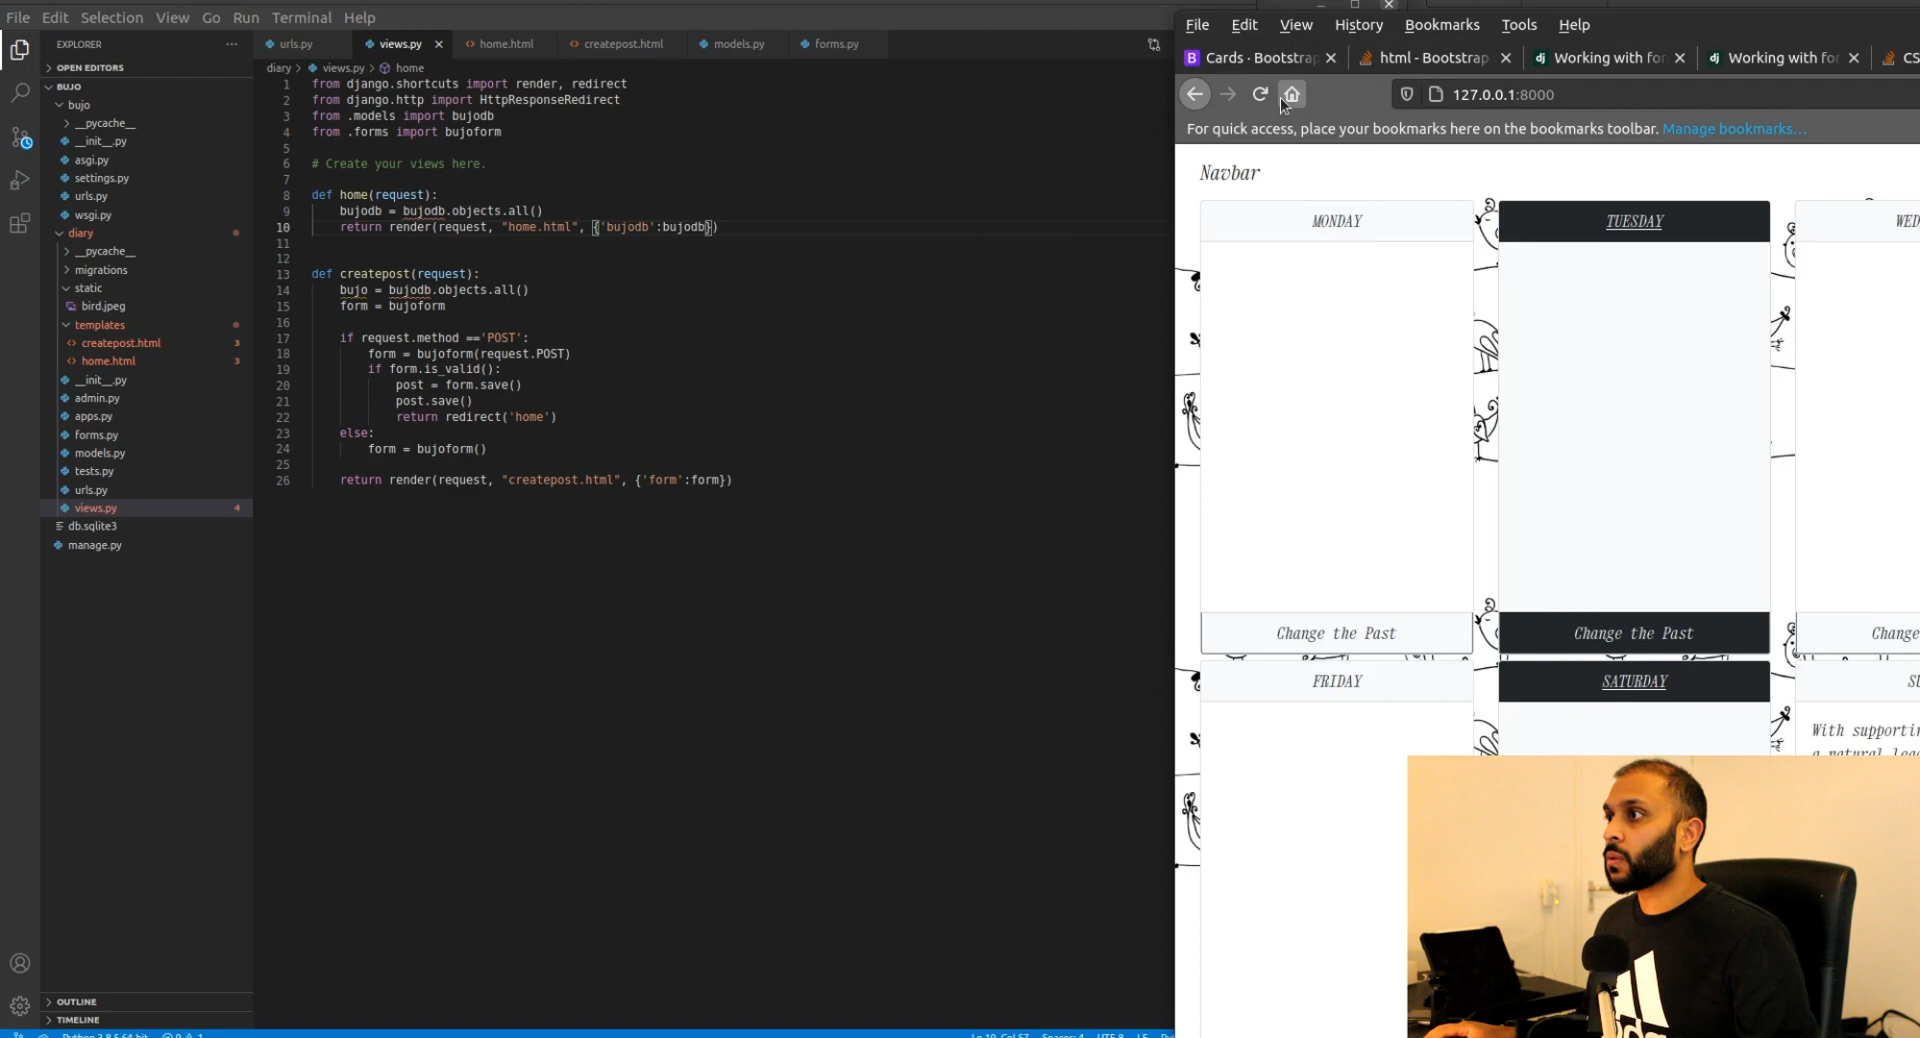 File Edit Selection View Go Run Terminal Help
EXPLORER
OPEN EDITORS
BUJO
bujo
__pycache__
__init__.py
asgi.py
settings.py
urls.py
wsgi.py
diary
__pycache__
migrations
static
bird.jpeg
templates
createpost.html 3
home.html 3
__init__.py
admin.py
apps.py
forms.py
models.py
tests.py
urls.py
views.py 4
db.sqlite3
manage.py
OUTLINE
TIMELINE
urls.py views.py home.html createpost.html models.py forms.py
diary > views.py > home
1 from django.shortcuts import render, redirect
2 from django.http import HttpResponseRedirect
3 from .models import bujodb
4 from .forms import bujoform
5
6 # Create your views here.
7
8 def home(request):
9 bujodb = bujodb.objects.all()
10 return render(request, "home.html", {'bujodb':bujodb})
11
12
13 def createpost(request):
14 bujo = bujodb.objects.all()
15 form = bujoform
16
17 if request.method =='POST':
18 form = bujoform(request.POST)
19 if form.is_valid():
20 post = form.save()
21 post.save()
22 return redirect('home')
23 else:
24 form = bujoform()
25
26 return render(request, "createpost.html", {'form':form})
File Edit View History Bookmarks Tools Help
B Cards · Bootstrap html - Bootstrap dj Working with for dj Working with for CS
127.0.0.1:8000
For quick access, place your bookmarks here on the bookmarks toolbar. Manage bookmarks…
Navbar
MONDAY TUESDAY WED
Change the Past Change the Past Change
FRIDAY SATURDAY SU
With supportin